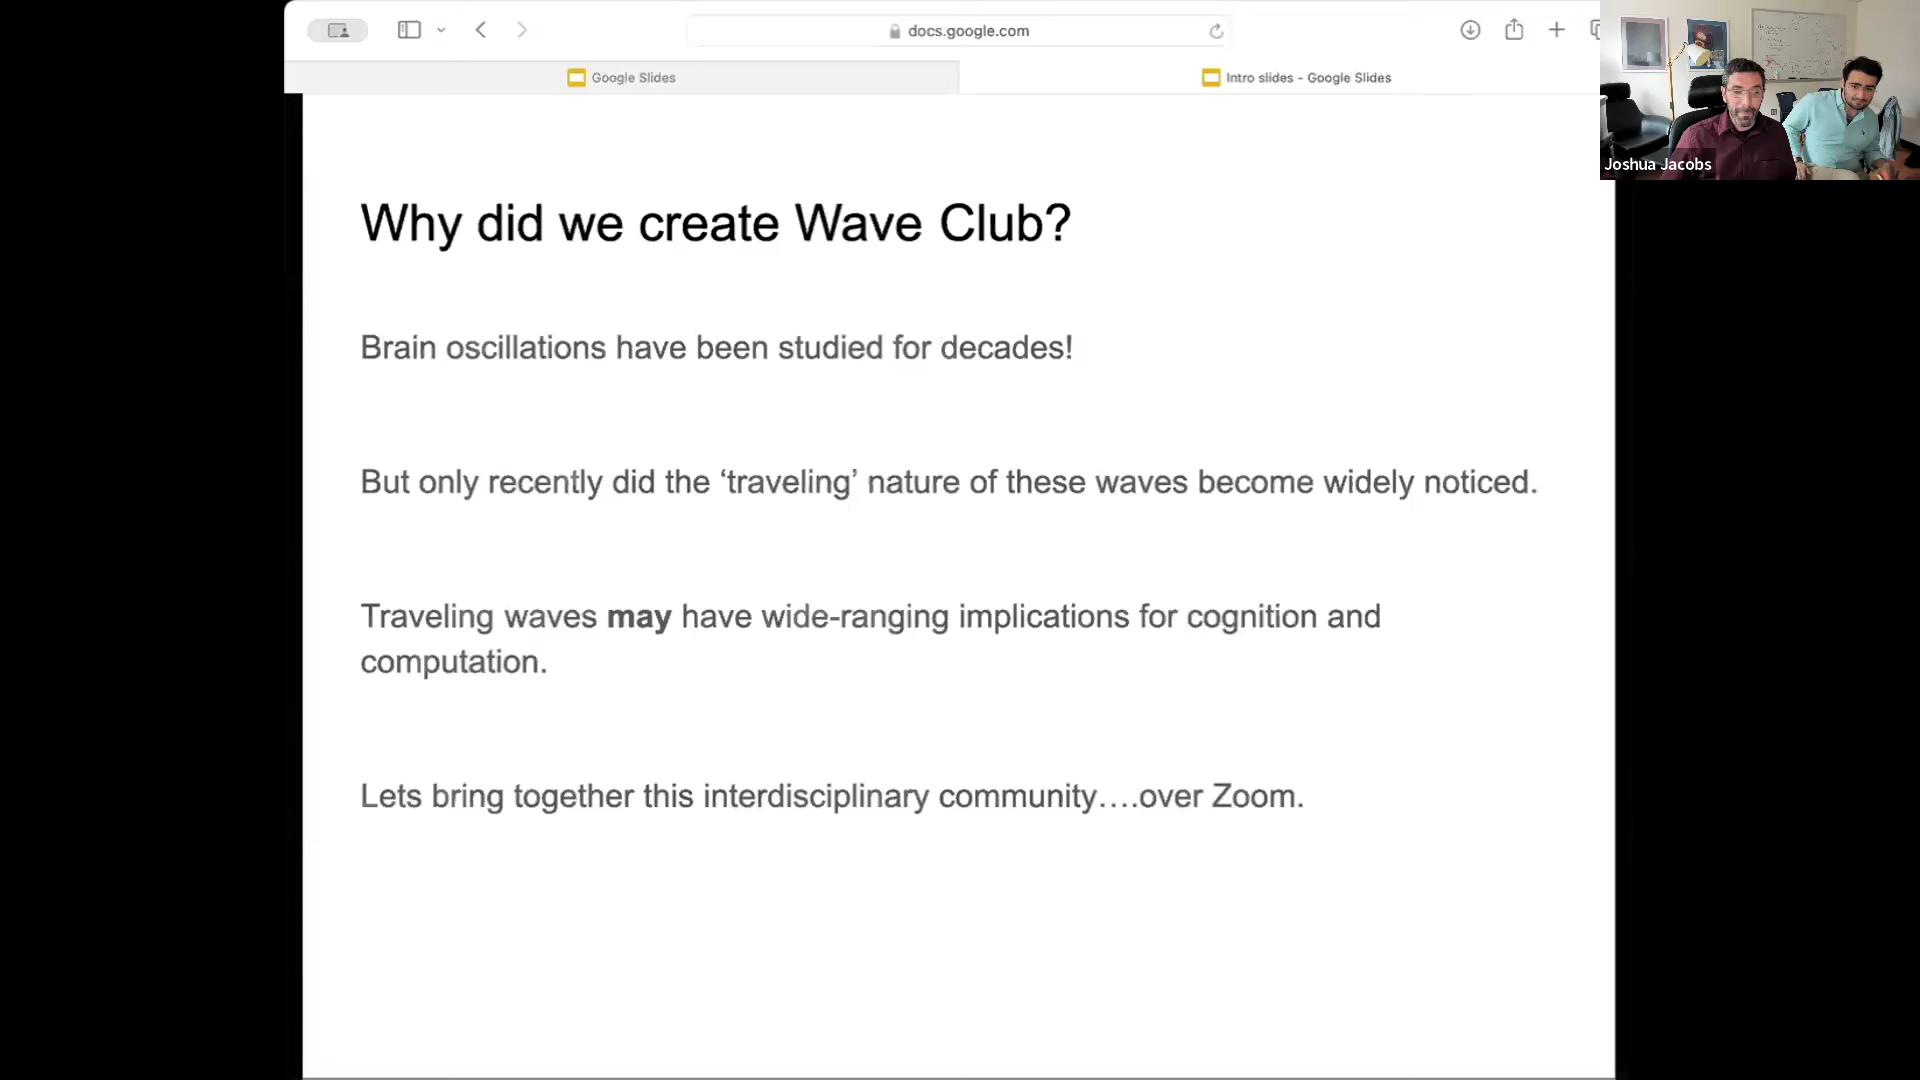 docs.google.com
Google Slides
Intro slides - Google Slides
Joshua Jacobs
Why did we create Wave Club?
Brain oscillations have been studied for decades!
But only recently did the ‘traveling’ nature of these waves become widely noticed.
Traveling waves may have wide-ranging implications for cognition and
computation.
Lets bring together this interdisciplinary community….over Zoom.